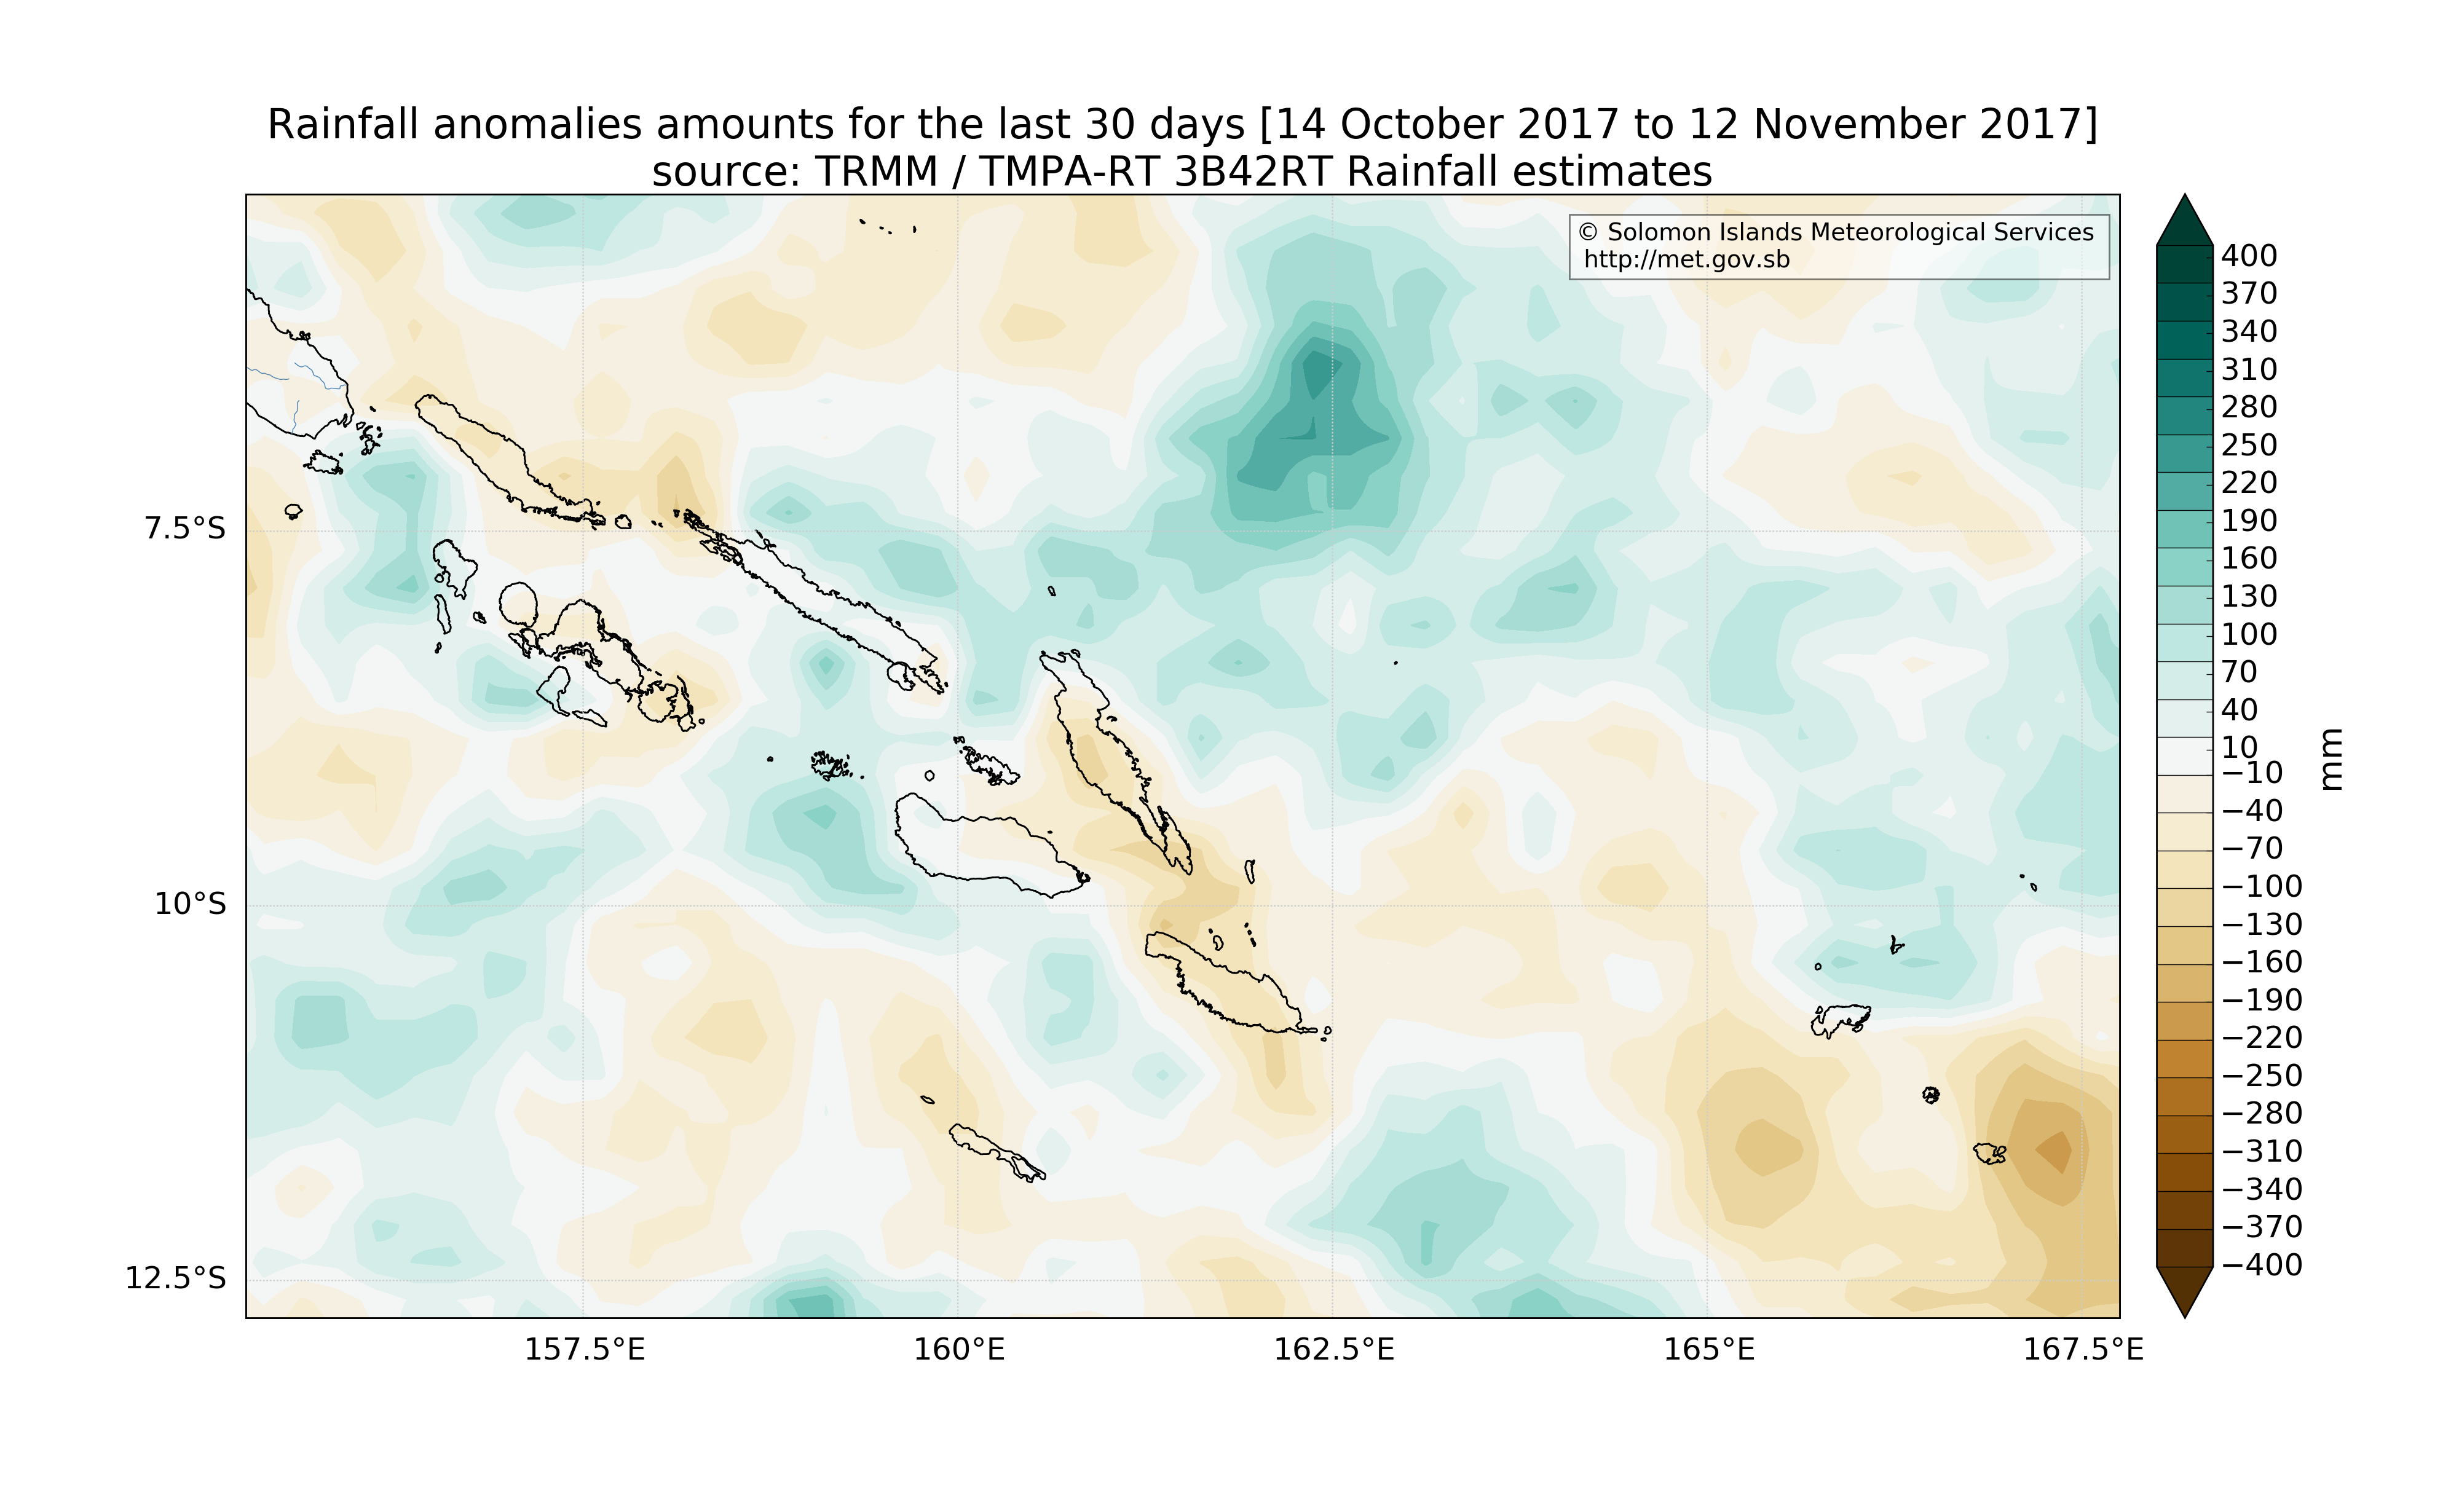 Rainfall anomalies amounts for the last 30 days [14 October 2017 to 12 November 2017]
source: TRMM / TMPA-RT 3B42RT Rainfall estimates
© Solomon Islands Meteorological Services
http://met.gov.sb
7.5°S
10°S
12.5°S
157.5°E
160°E
162.5°E
165°E
167.5°E
400
370
340
310
280
250
220
190
160
130
100
70
40
10
−10
−40
−70
−100
−130
−160
−190
−220
−250
−280
−310
−340
−370
−400
mm